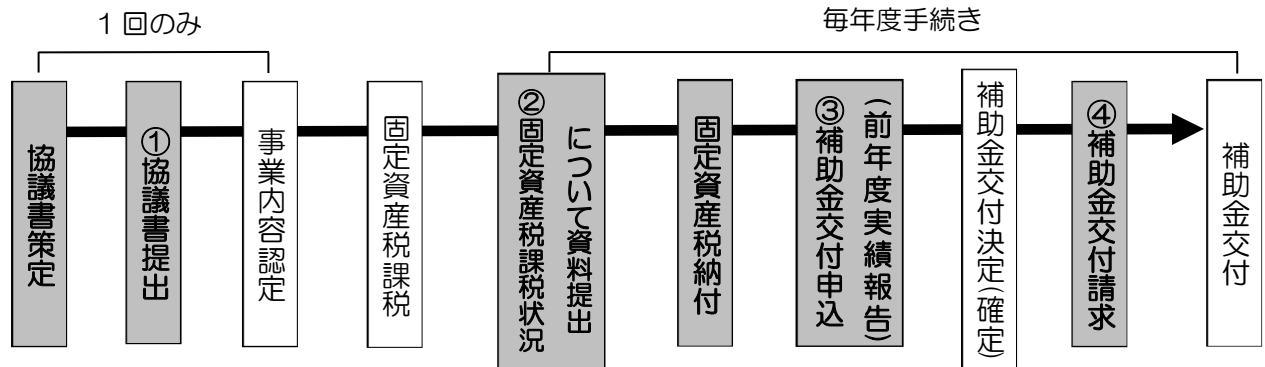 １回のみ
毎年度手続き
協議書策定
①協議書提出
事業内容認定
固定資産税課税
②固定資産税課税状況
について資料提出
固定資産税納付
③補助金交付申込
（前年度実績報告）
補助金交付決定（確定）
④補助金交付請求
補助金交付